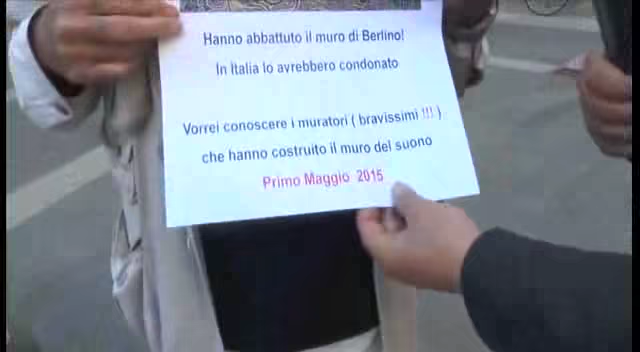 Hanno abbattuto il muro di Berlino!
In Italia lo avrebbero condonato
Vorrei conoscere i muratori ( bravissimi !!! )
che hanno costruito il muro del suono
Primo Maggio 2015